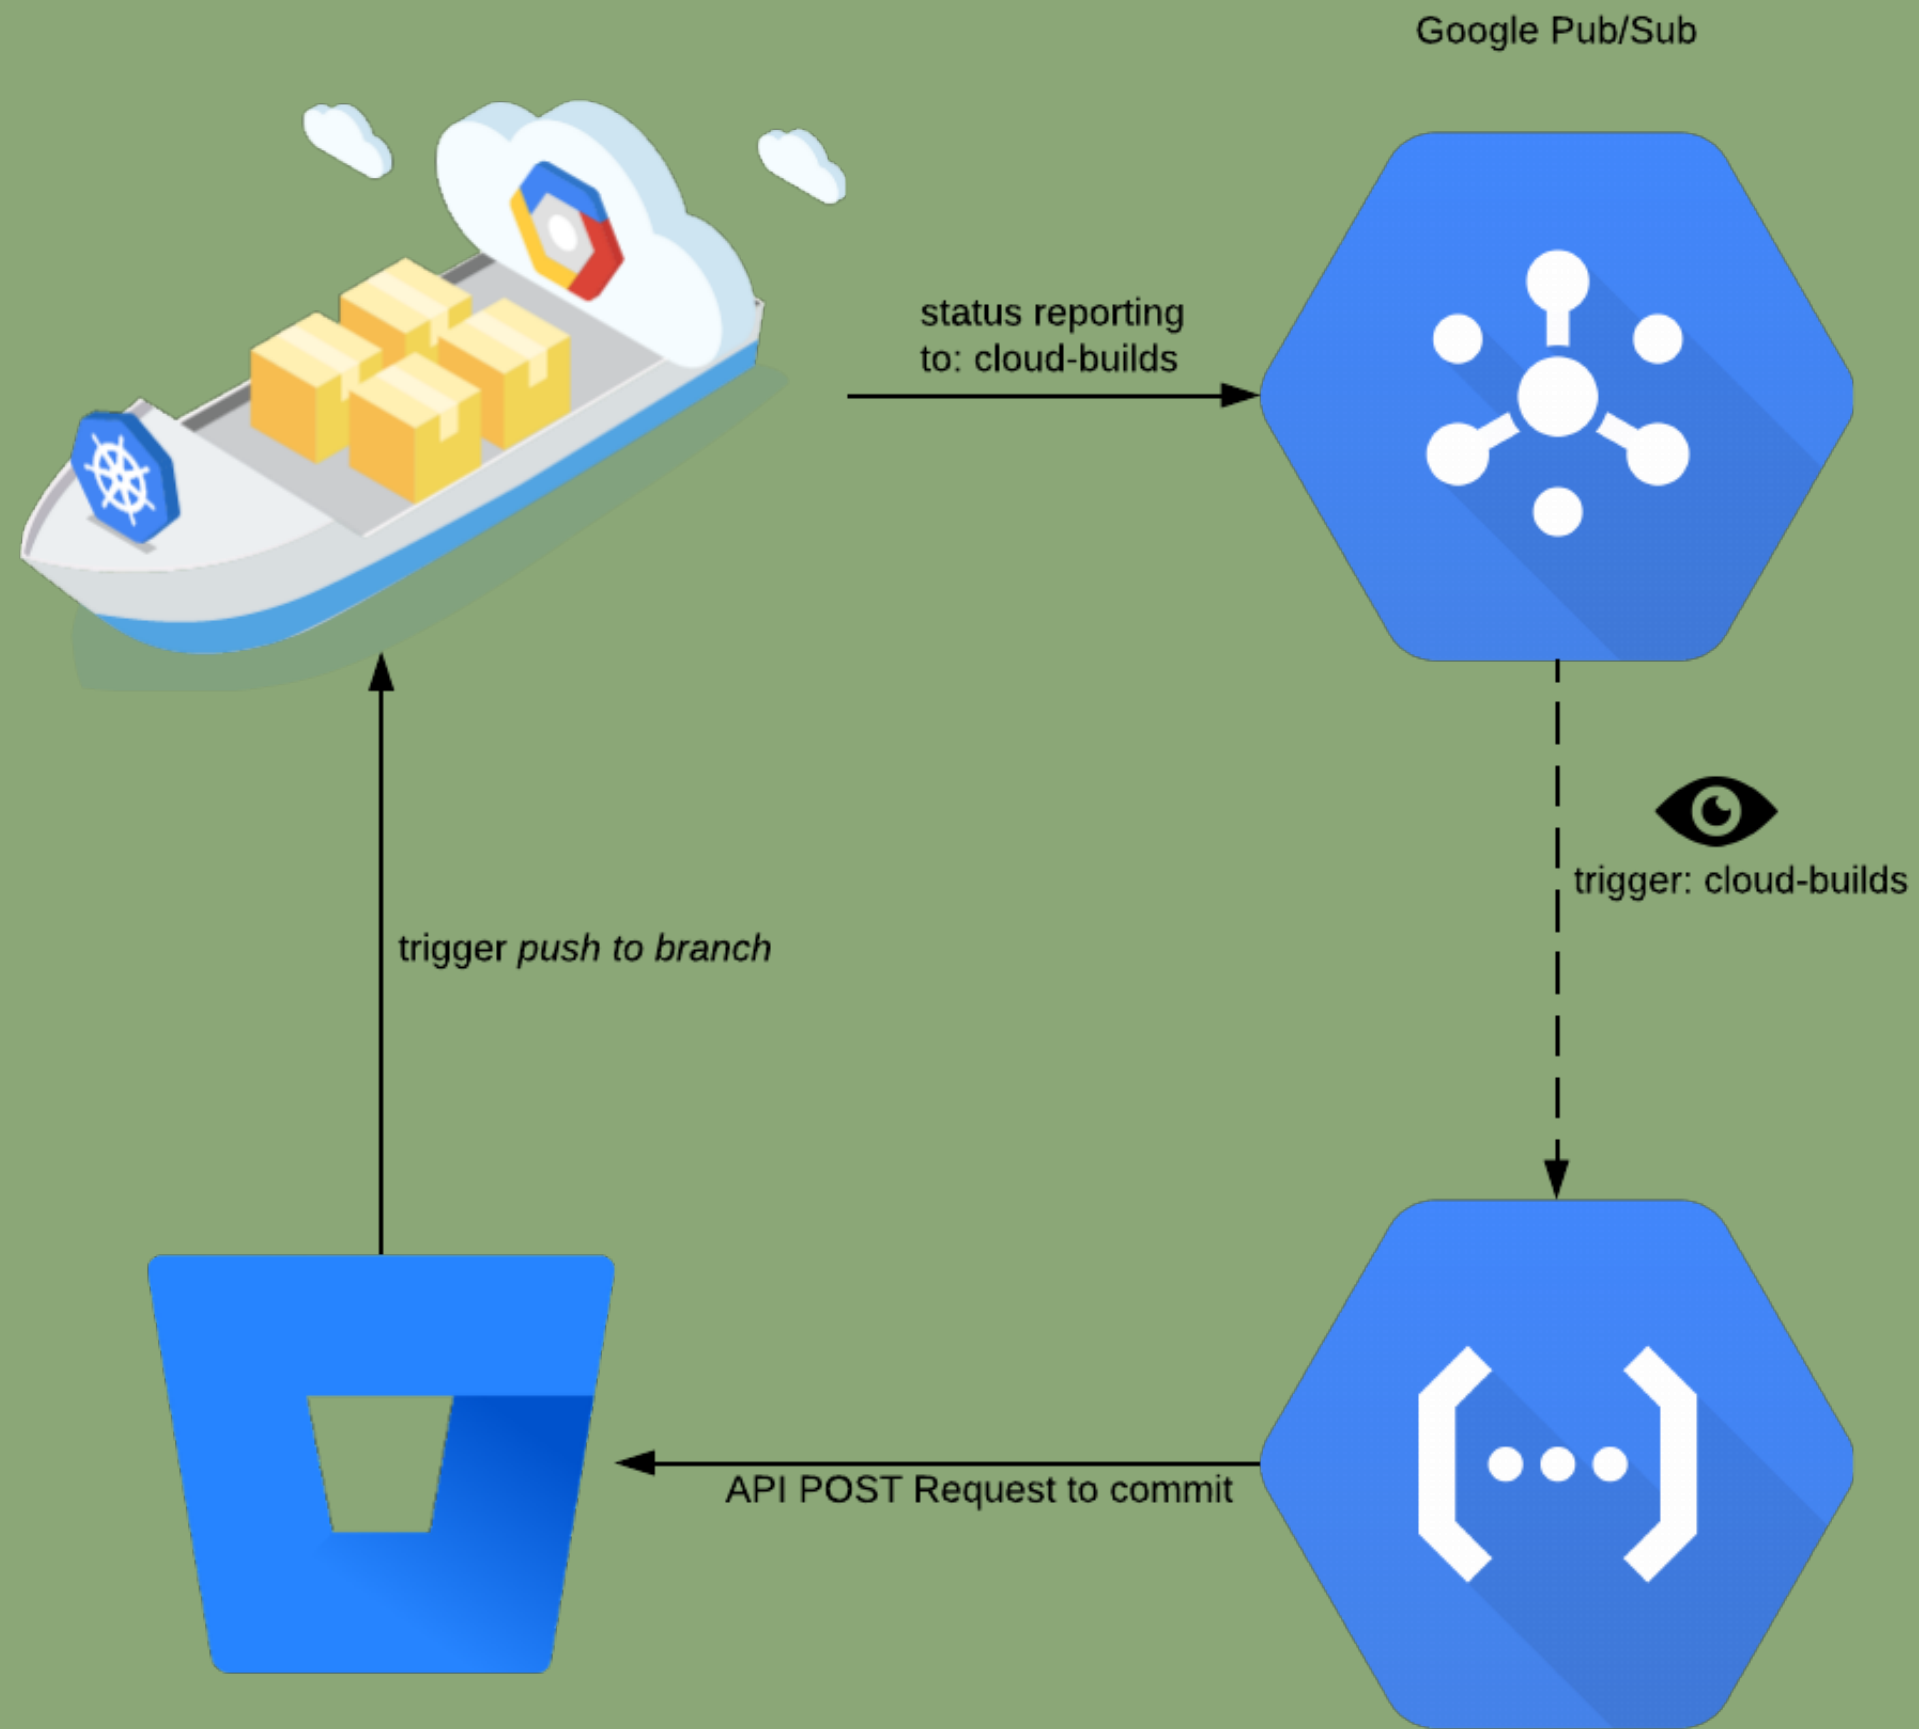 Google Pub/Sub
status reporting
to: cloud-builds
trigger: cloud-builds
trigger push to branch
API POST Request to commit